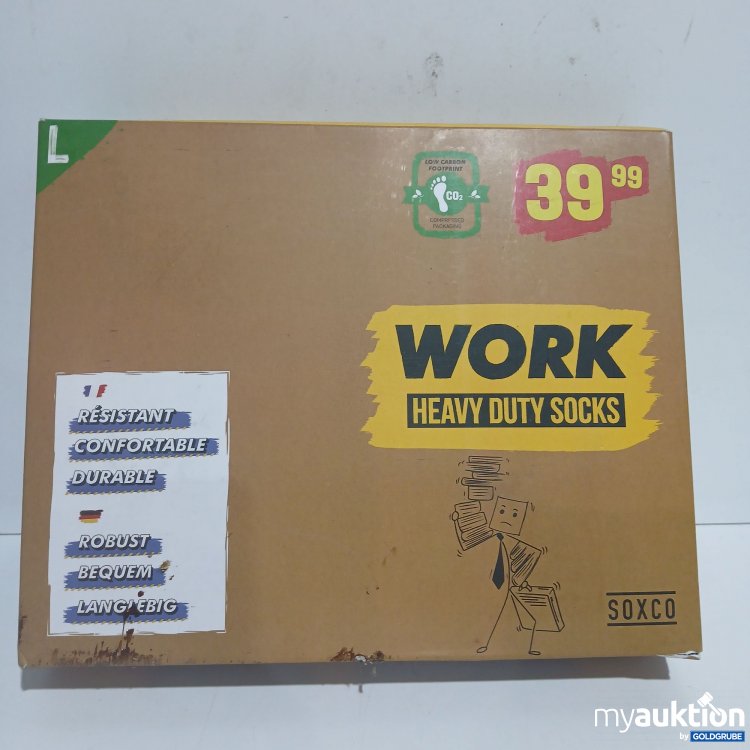 L
LOW CARBON
FOOTPRINT
CO2
COMPRESSED
PACKAGING
39 99
WORK
HEAVY DUTY SOCKS
RÉSISTANT
CONFORTABLE
DURABLE
ROBUST
BEQUEM
LANGLEBIG
SOXCO
myauktion
by GOLDGRUBE